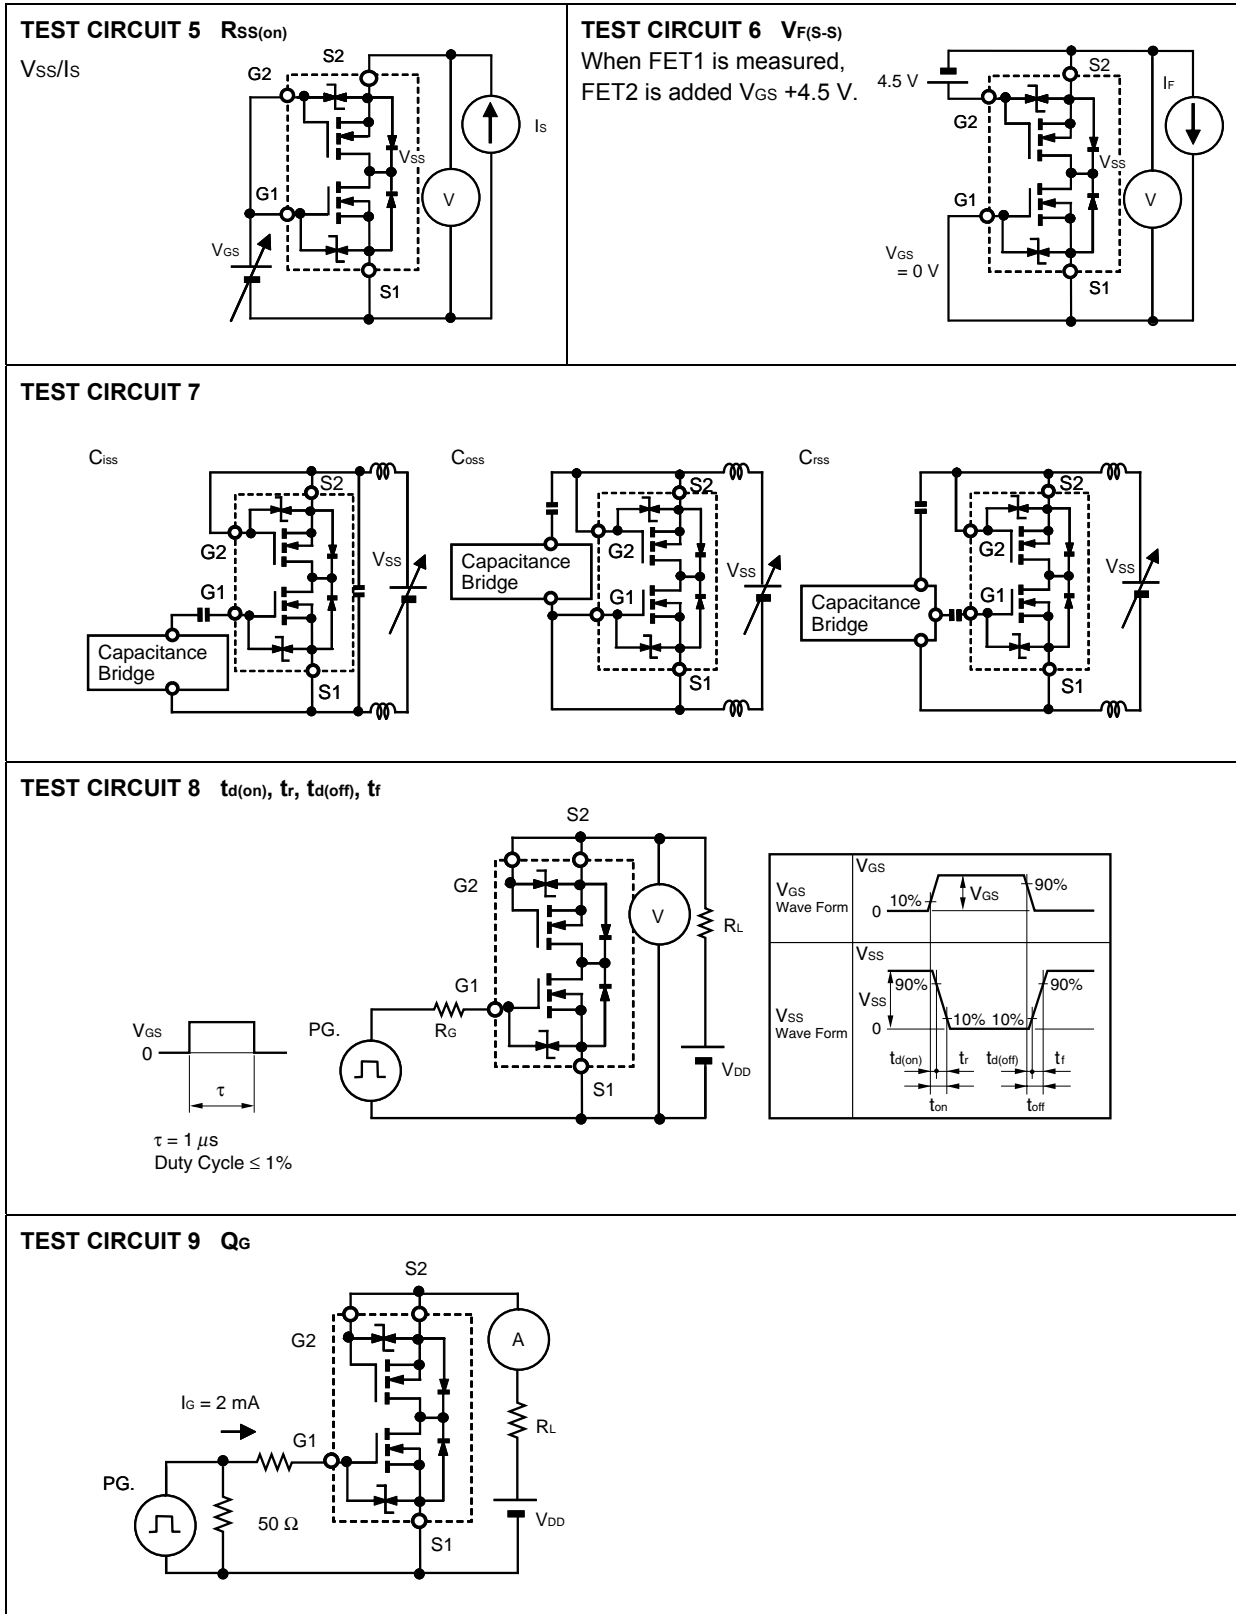 TEST CIRCUIT 5 RSS(on)
VSS/IS
S2
G2
IS
VSS
G1
V
VGS
S1
TEST CIRCUIT 6 VF(S-S)
When FET1 is measured,
FET2 is added VGS +4.5 V.
4.5 V
S2
IF
G2
VSS
G1
V
VGS
= 0 V
S1
TEST CIRCUIT 7
Ciss
S2
G2
VSS
G1
Capacitance
Bridge
S1
Coss
S2
G2
Capacitance
Bridge
VSS
G1
S1
Crss
S2
G2
VSS
G1
Capacitance
Bridge
S1
TEST CIRCUIT 8 td(on), tr, td(off), tf
S2
G2
V
RL
G1
PG.
RG
VGS
0
τ
VDD
S1
τ = 1 μs
Duty Cycle ≤ 1%
VGS
Wave Form
VGS
10%
0
VGS
90%
VSS
Wave Form
VSS
VSS
90%
90%
0
10% 10%
td(on) tr td(off) tf
ton toff
TEST CIRCUIT 9 QG
S2
G2
A
IG = 2 mA
G1
RL
PG.
50 Ω
VDD
S1